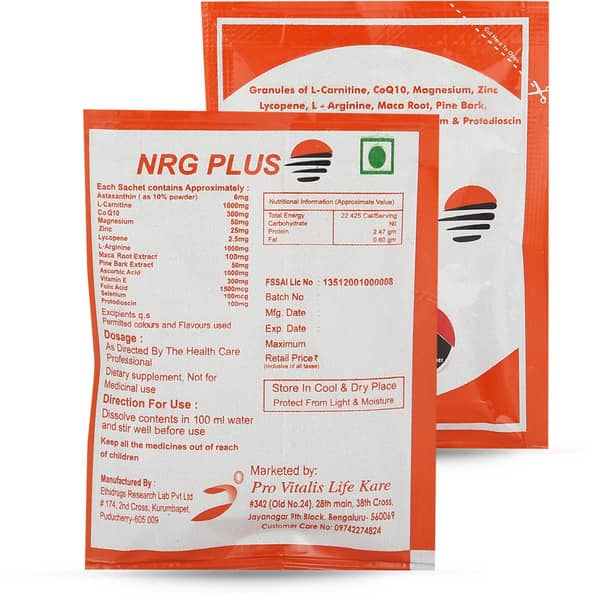 Cut Here To Open
Granules of L-Carnitine, CoQ10, Magnesium, Zinc
Lycopene, L - Arginine, Maca Root, Pine Bark,
m & Protodioscin
NRG PLUS
Each Sachet contains Approximately :
Astaxanthin ( as 10% powder) 6mg
L-Carnitine 1000mg
Co Q10 300mg
Magnesium 50mg
Zinc 25mg
Lycopene 2.5mg
L-Arginine 1000mg
Maca Root Extract 100mg
Pine Bark Extract 50mg
Ascorbic Acid 1000mg
Vitamin E 300mg
Folic Acid 1500mcg
Selenium 100mcg
Protodioscin 100mg
Excipients q.s
Permitted colours and Flavours used
Dosage :
As Directed By The Health Care
Professional
Dietary supplement, Not for
Medicinal use
Direction For Use :
Dissolve contents in 100 ml water
and stir well before use
Keep all the medicines out of reach
of children
Manufactured By :
Ethidrugs Research Lab Pvt Ltd
# 174, 2nd Cross, Kurumbapet,
Puducherry-605 009
Nutritional Information (Approximate Value)
Total Energy 22.425 Cal/Serving
Carbohydrate Nil
Protein 2.47 gm
Fat 0.60 gm
FSSAI Lic No : 13512001000008
Batch No :
Mfg. Date :
Exp. Date :
Maximum
Retail Price ₹ :
(Inclusive of all taxes)
Store In Cool & Dry Place
Protect From Light & Moisture
Marketed by:
Pro Vitalis Life Kare
#342 (Old No.24), 28th main, 38th Cross,
Jayanagar 9th Block, Bengaluru- 560069
Customer Care No: 09742274824